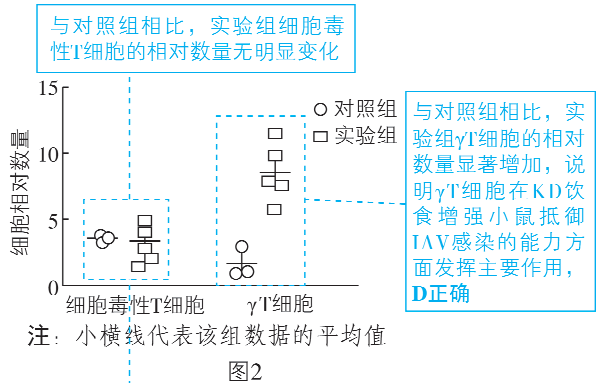 与对照组相比，实验组细胞毒
性T细胞的相对数量无明显变化
15
10
5
0
细胞相对数量
对照组
实验组
细胞毒性T细胞
γT细胞
与对照组相比，实
验组γT细胞的相对
数量显著增加，说
明γT细胞在KD饮
食增强小鼠抵御
IAV感染的能力方
面发挥主要作用，
D正确
注：小横线代表该组数据的平均值
图2